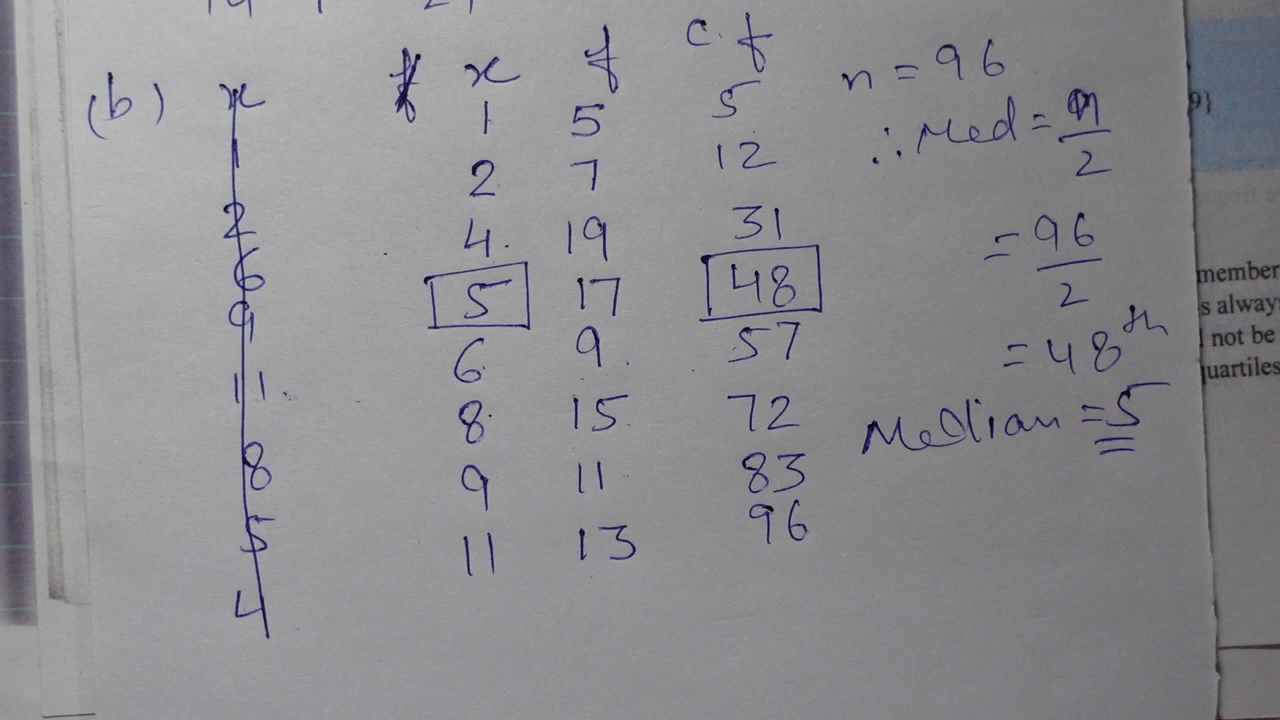 (b) x x f c.f n = 96
1 1 5 5 ∴ Med = n/2
2 2 7 12
6 4. 19 31 = 96/2
9 5 17 48
11. 6 9. 57 = 48th
8 8 15 72 Median = 5
5 9 11 83
4 11 13 96
9}
member
s alway
not be
uartiles